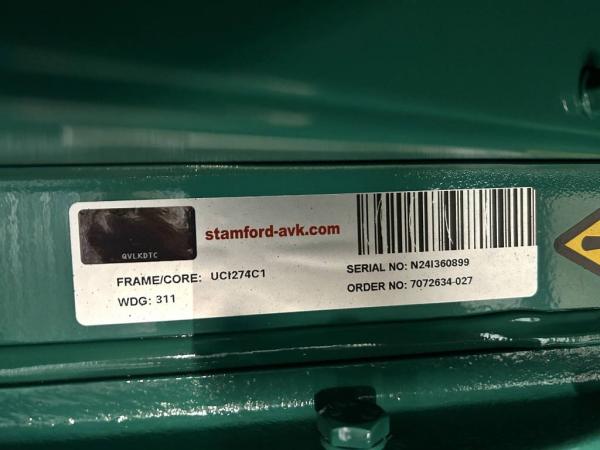 QVLKDTC
stamford-avk.com
FRAME/CORE: UCI274C1
WDG: 311
SERIAL NO: N24I360899
ORDER NO: 7072634-027